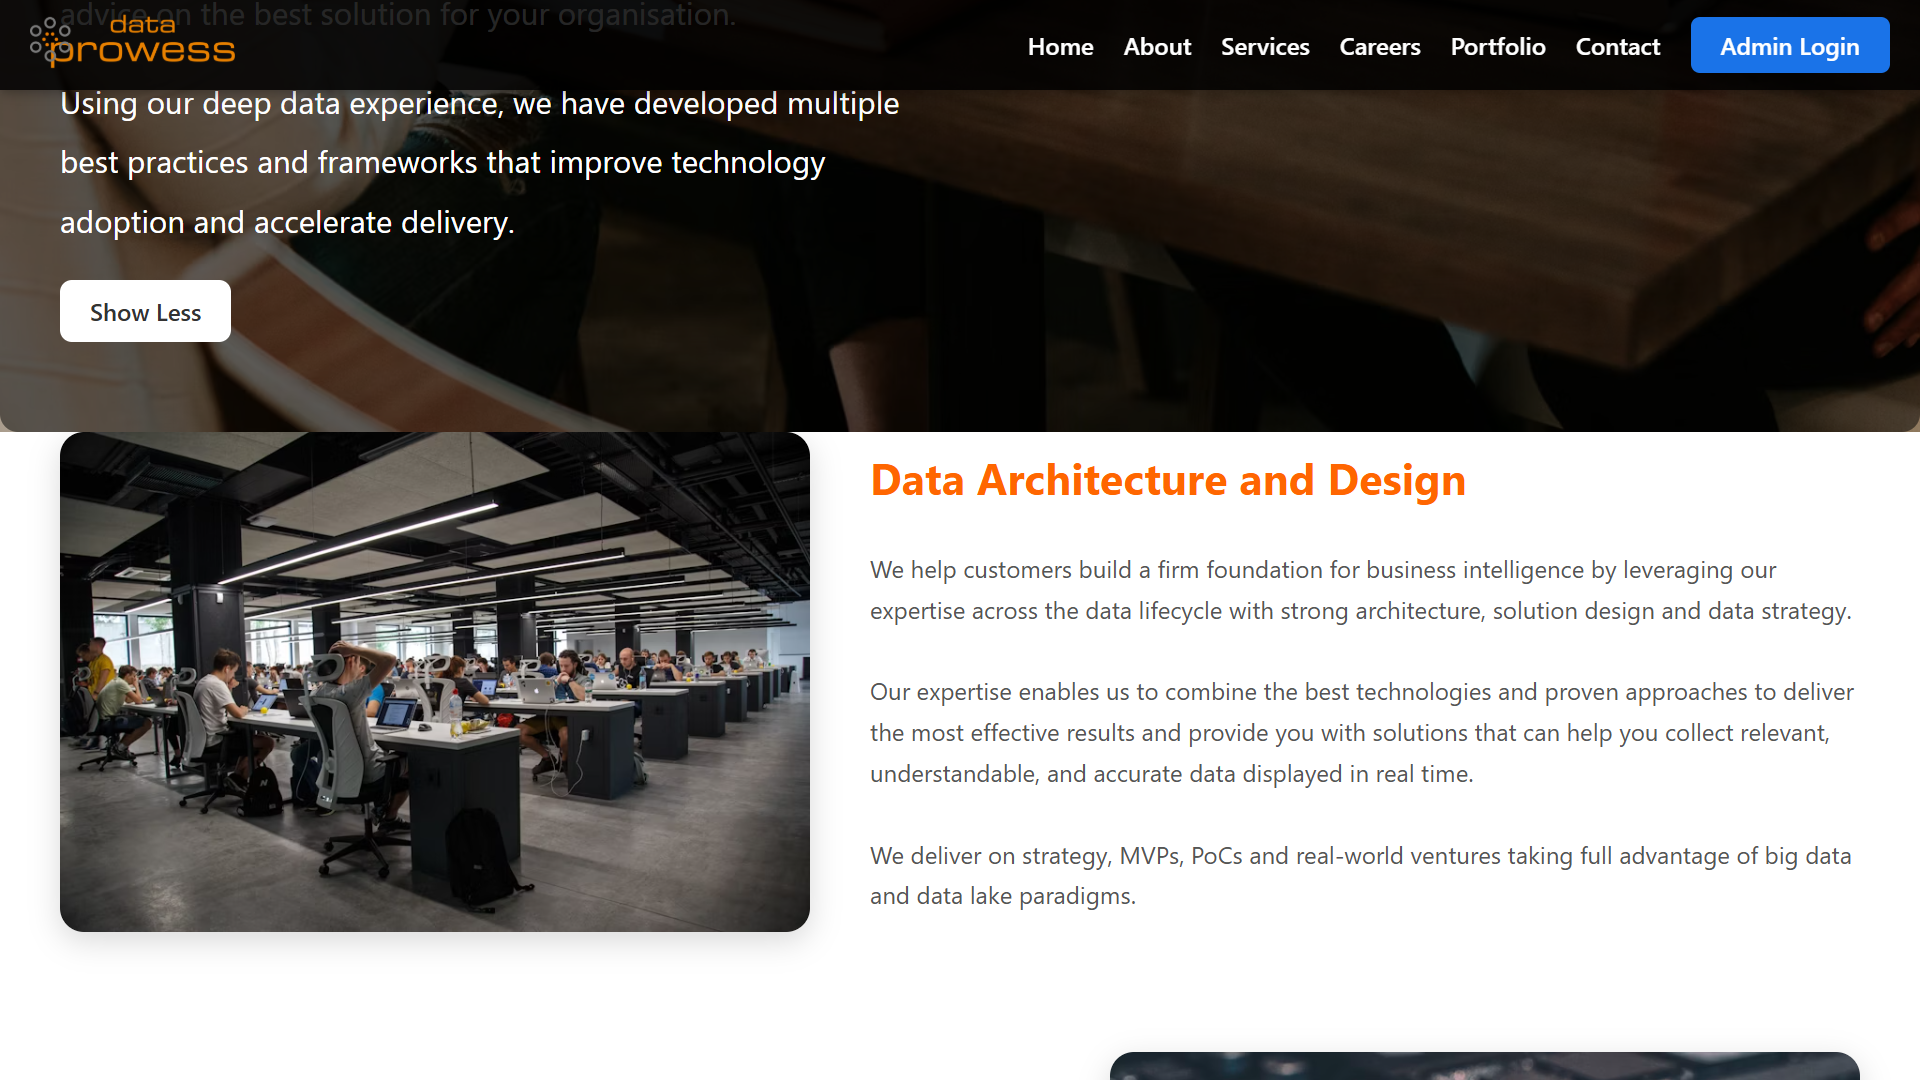 advice on the best solution for your organisation.
data
prowess
Home About Services Careers Portfolio Contact Admin Login
Using our deep data experience, we have developed multiple
best practices and frameworks that improve technology
adoption and accelerate delivery.
Show Less
Data Architecture and Design
We help customers build a firm foundation for business intelligence by leveraging our
expertise across the data lifecycle with strong architecture, solution design and data strategy.
Our expertise enables us to combine the best technologies and proven approaches to deliver
the most effective results and provide you with solutions that can help you collect relevant,
understandable, and accurate data displayed in real time.
We deliver on strategy, MVPs, PoCs and real-world ventures taking full advantage of big data
and data lake paradigms.